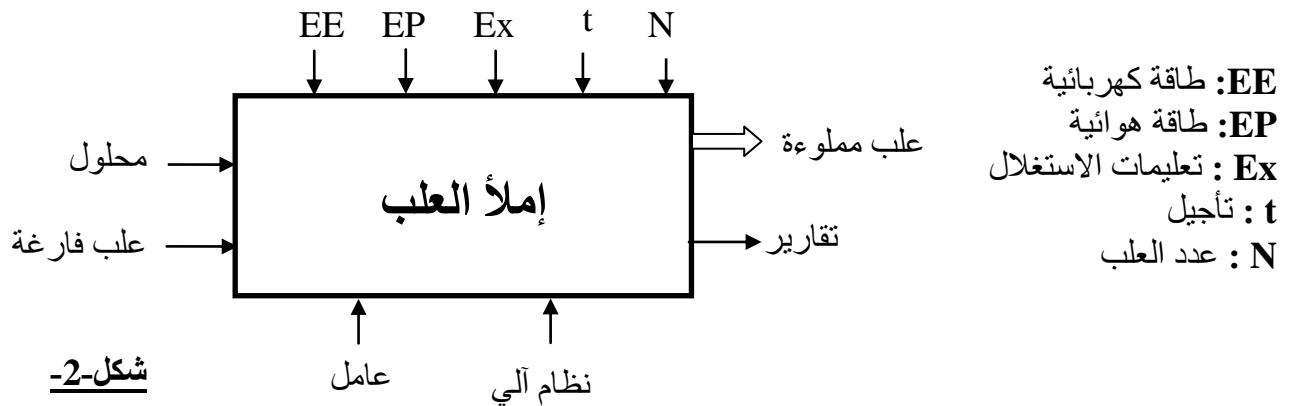 EE EP Ex t N
EE: طاقة كهربائية
EP: طاقة هوائية
Ex : تعليمات الاستغلال
t : تأجيل
N : عدد العلب
محلول
علب فارغة
إملأ العلب
علب مملوءة
تقارير
عامل
نظام آلي
شكل-2-